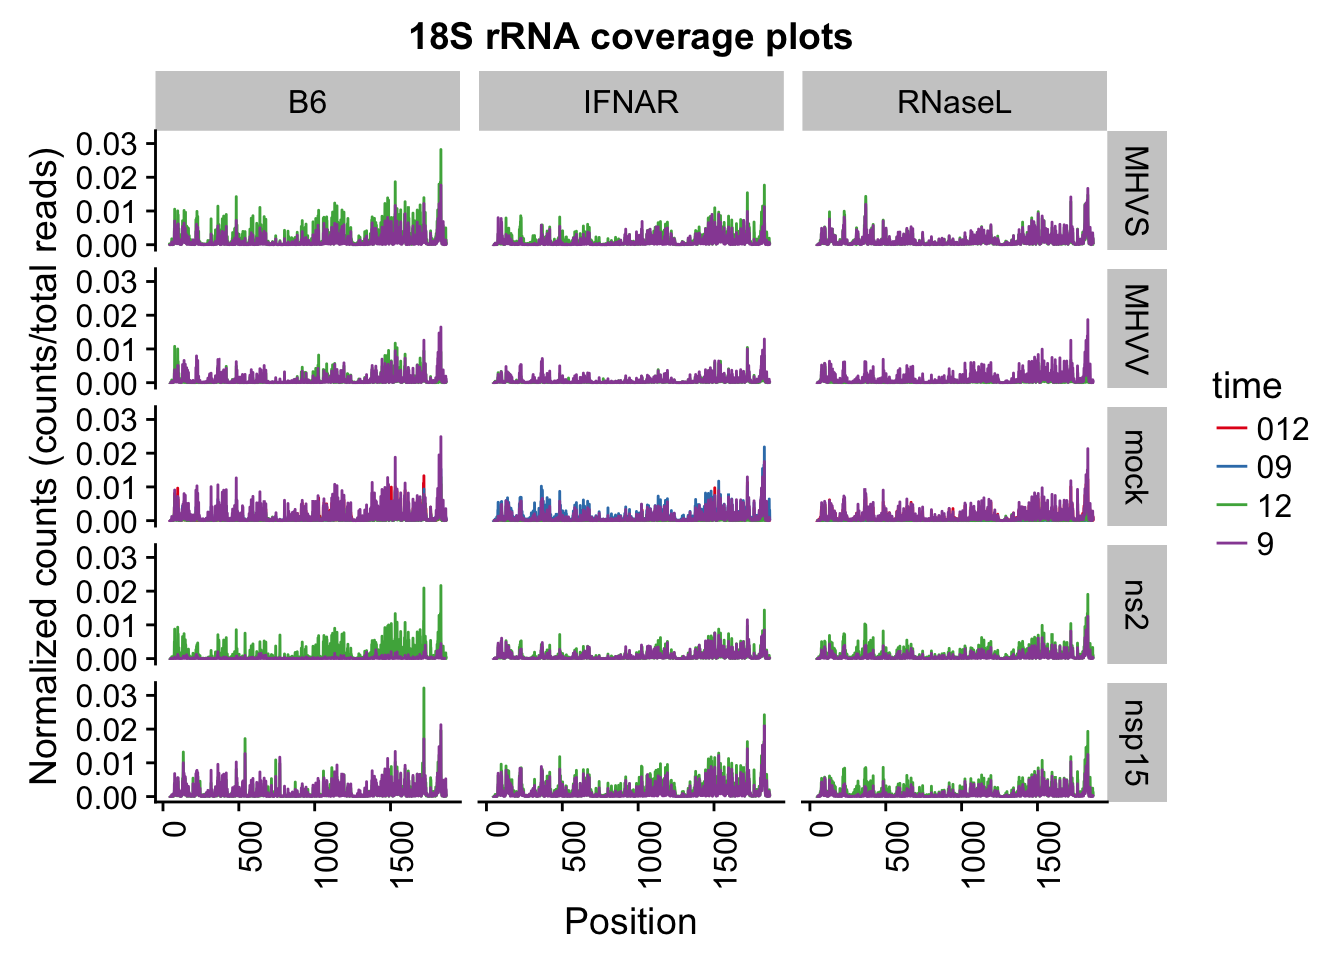 18S rRNA coverage plots
B6 IFNAR RNaseL
Normalized counts (counts/total reads)
0.03
0.02
0.01
0.00
MHVS
0.03
0.02
0.01
0.00
MHVV
0.03
0.02
0.01
0.00
mock
0.03
0.02
0.01
0.00
ns2
0.03
0.02
0.01
0.00
nsp15
0 500 1000 1500 0 500 1000 1500 0 500 1000 1500
Position
time
012
09
12
9